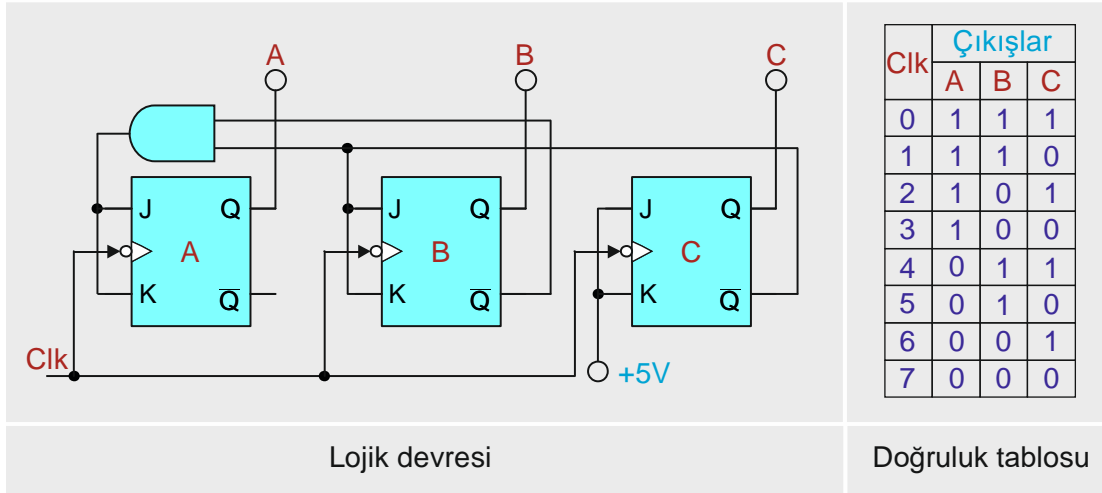 A B C
J Q J Q J Q
A B C
K Q̅ K Q̅ K Q̅
Clk
+5V
Lojik devresi
Clk Çıkışlar
A B C
0 1 1 1
1 1 1 0
2 1 0 1
3 1 0 0
4 0 1 1
5 0 1 0
6 0 0 1
7 0 0 0
Doğruluk tablosu